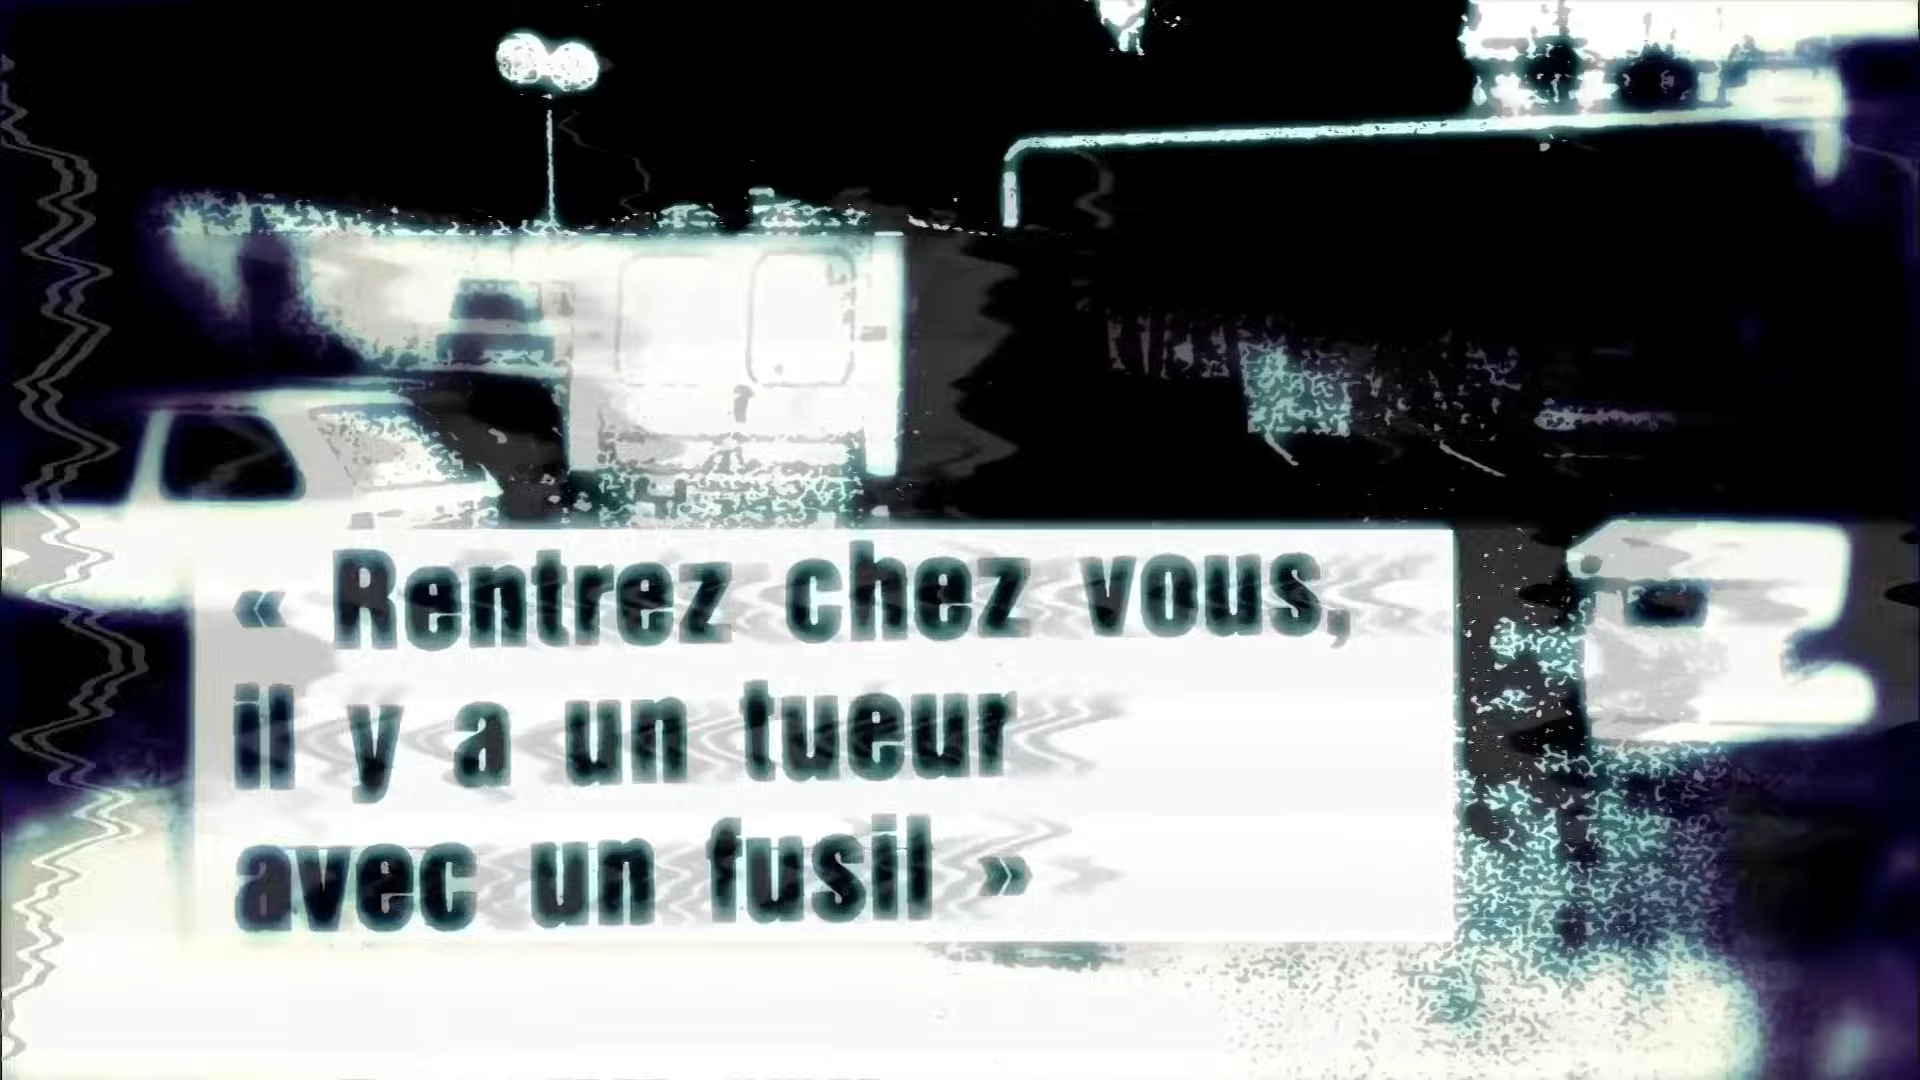 « Rentrez chez vous,
il y a un tueur
avec un fusil »